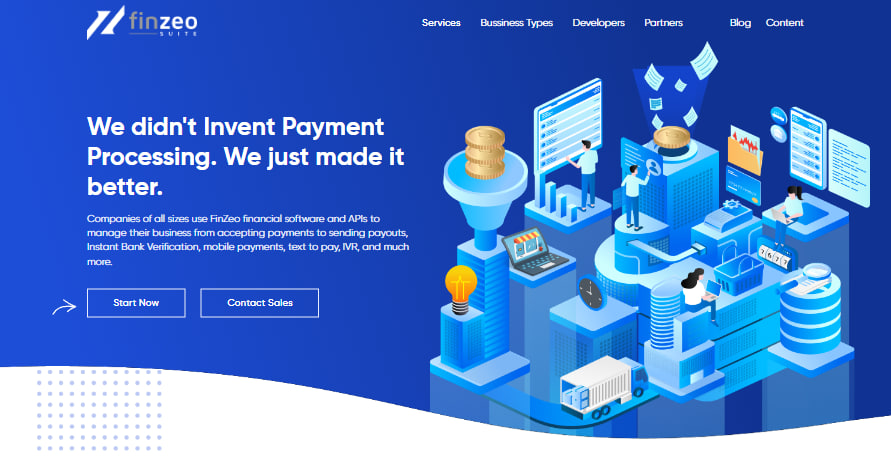 finzeo
SUITE
Services
Bussiness Types
Developers
Partners
Blog
Content
We didn't Invent Payment
Processing. We just made it
better.
Companies of all sizes use FinZeo financial software and APIs to
manage their business from accepting payments to sending payouts,
Instant Bank Verification, mobile payments, text to pay, IVR, and much
more.
Start Now
Contact Sales